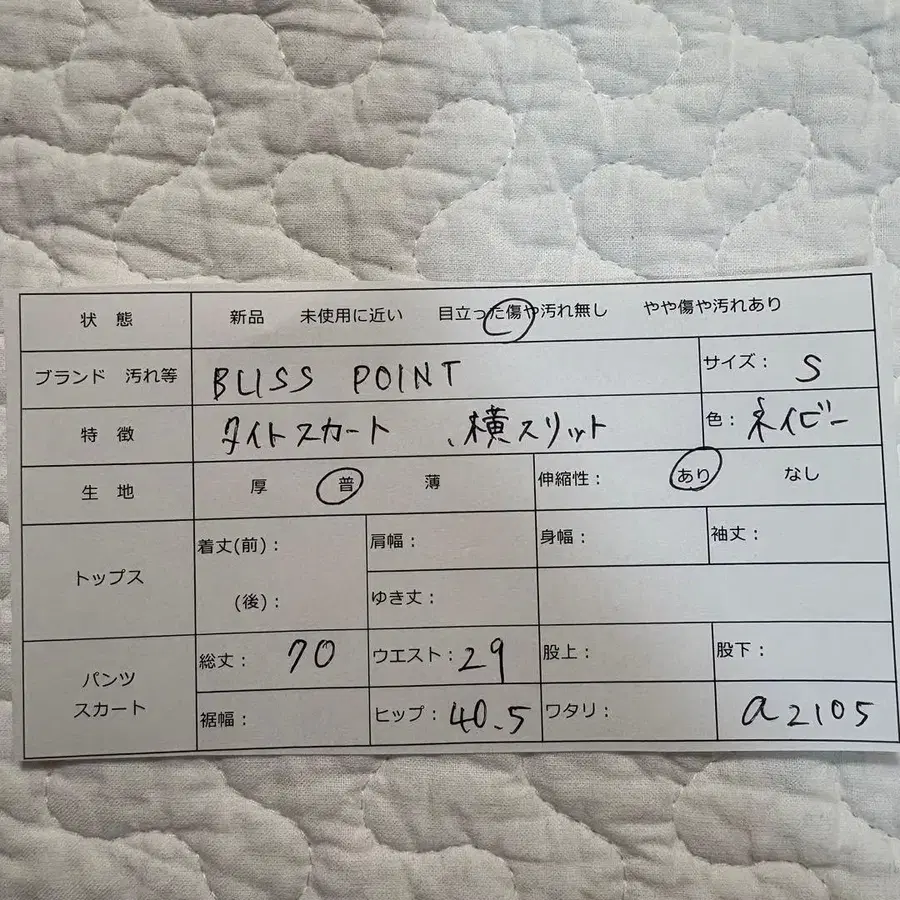 状 態 新品 未使用に近い 目立った傷や汚れ無し やや傷や汚れあり
ブランド 汚れ等 BLISS POINT サイズ: S
特 徴 タイトスカート 、横スリット 色: ネイビー
生 地 厚 普 薄 伸縮性: あり なし
トップス 着丈(前): 肩幅: 身幅: 袖丈:
(後): ゆき丈:
パンツ スカート 総丈: 70 ウエスト: 29 股上: 股下:
裾幅: ヒップ: 40.5 ワタリ: a2105